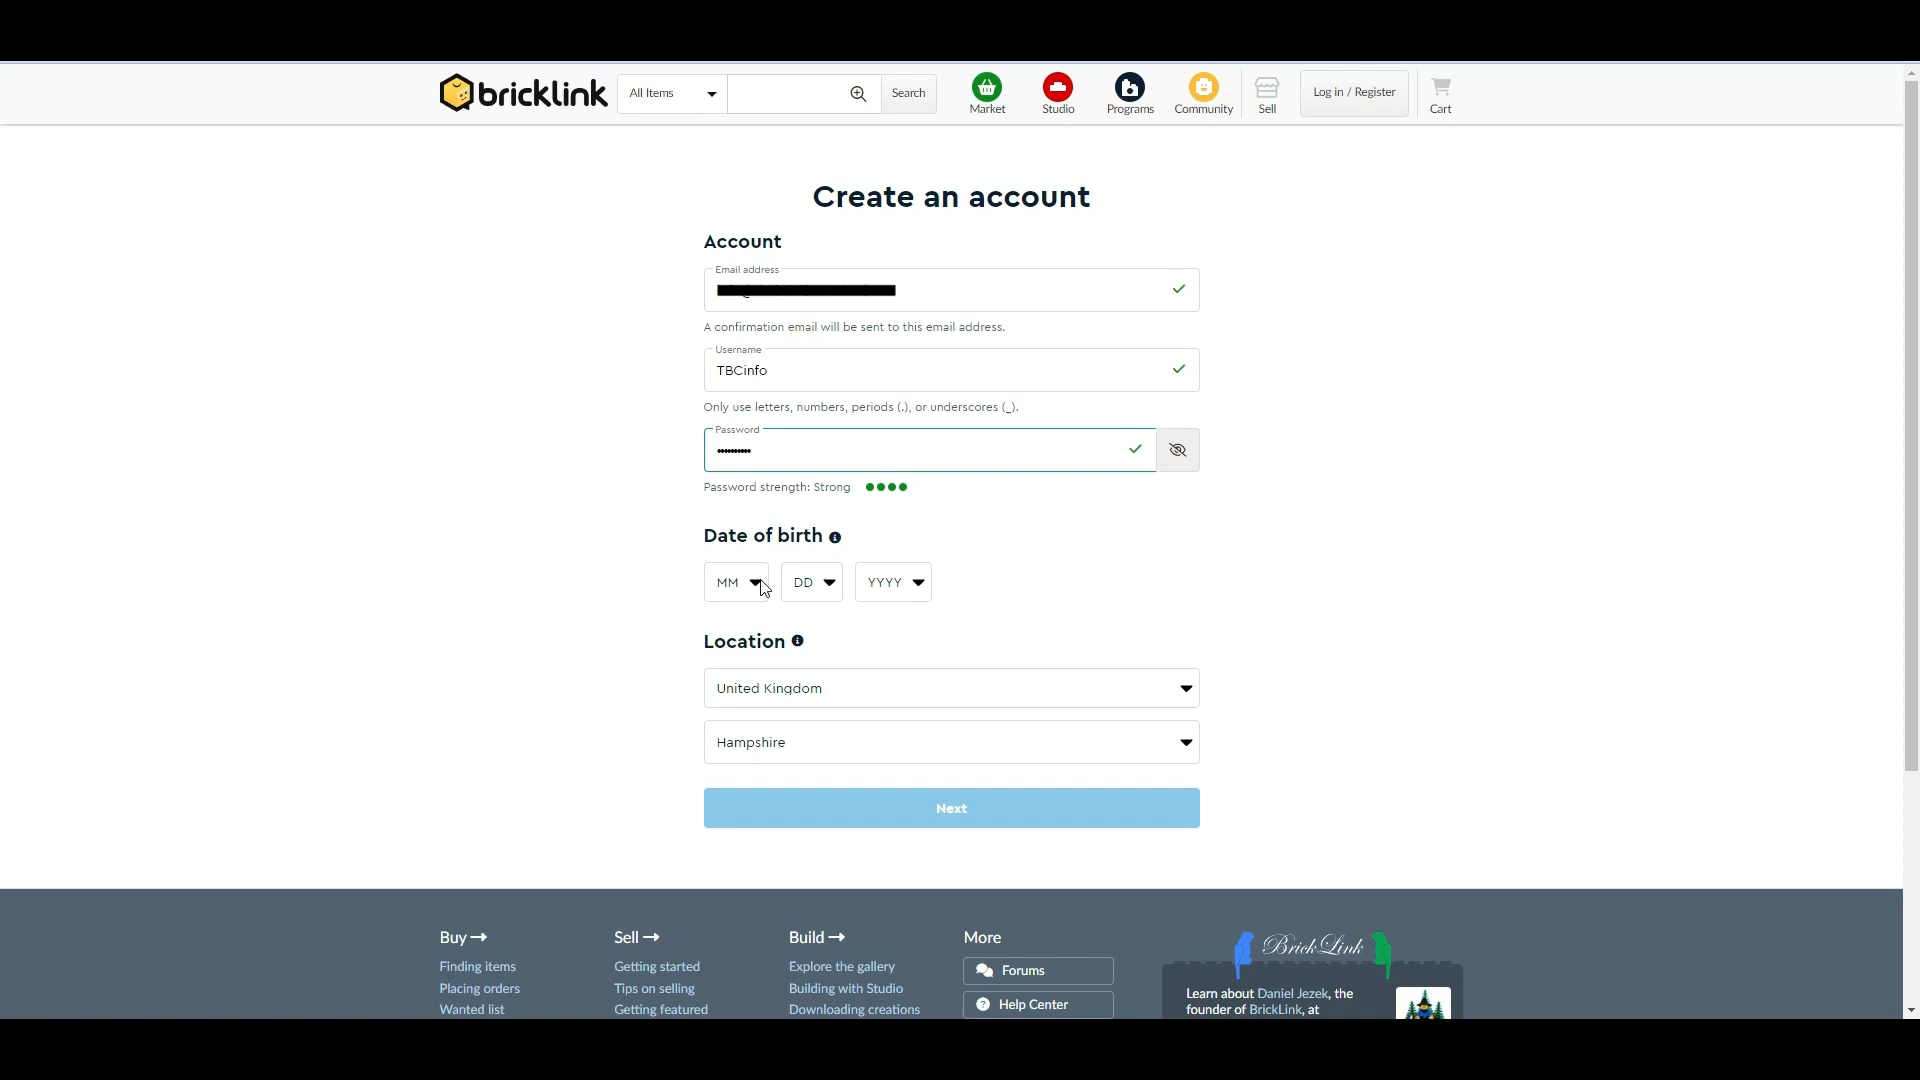 bricklink
All Items
Search
Market
Studio
Programs
Community
Sell
Log in / Register
Cart
Create an account
Account
Email address
A confirmation email will be sent to this email address.
Username
TBCinfo
Only use letters, numbers, periods (.), or underscores (_).
Password
••••••••••
Password strength: Strong
Date of birth
MM
DD
YYYY
Location
United Kingdom
Hampshire
Next
Buy →
Sell →
Build →
More
BrickLink
Finding items
Getting started
Explore the gallery
Forums
Placing orders
Tips on selling
Building with Studio
Learn about Daniel Jezek, the
Wanted list
Getting featured
Downloading creations
Help Center
founder of BrickLink, at